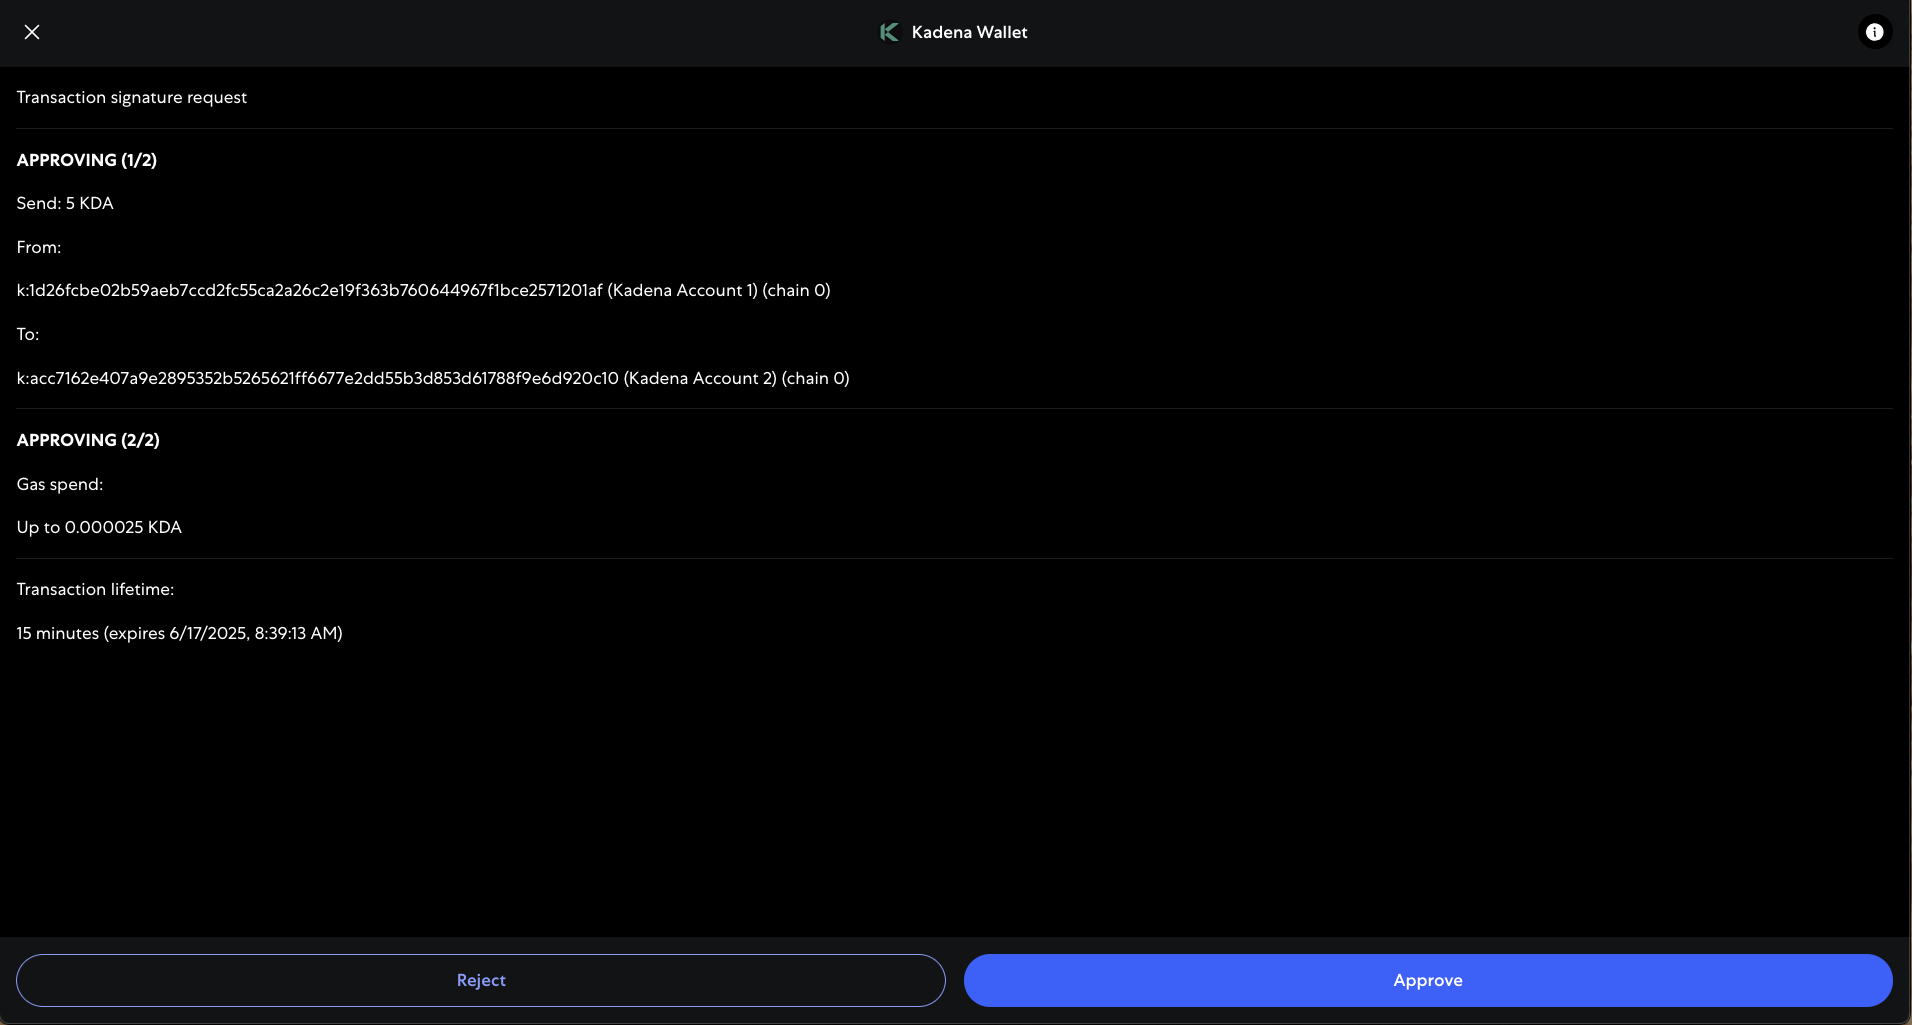 Kadena Wallet
Transaction signature request
APPROVING (1/2)
Send: 5 KDA
From:
k:1d26fcbe02b59aeb7ccd2fc55ca2a26c2e19f363b760644967f1bce2571201af (Kadena Account 1) (chain 0)
To:
k:acc7162e407a9e2895352b5265621ff6677e2dd55b3d853d61788f9e6d920c10 (Kadena Account 2) (chain 0)
APPROVING (2/2)
Gas spend:
Up to 0.000025 KDA
Transaction lifetime:
15 minutes (expires 6/17/2025, 8:39:13 AM)
Reject
Approve